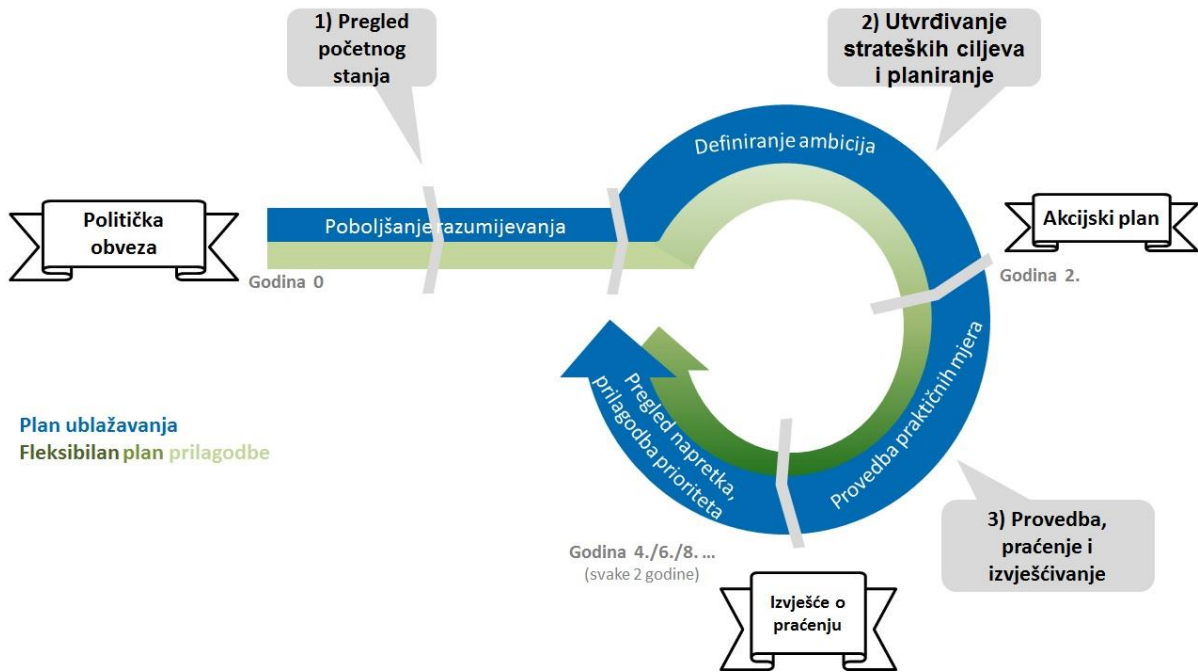 1) Pregled
početnog
stanja
2) Utvrđivanje
strateških ciljeva
i planiranje
Definiranje ambicija
Politička
obveza
Poboljšanje razumijevanja
Akcijski plan
Godina 0
Godina 2.
Plan ublažavanja
Fleksibilan plan prilagodbe
Pregled napretka,
prilagodba prioriteta
Provedba praktičnih mjera
3) Provedba,
praćenje i
izvješćivanje
Godina 4./6./8. ...
(svake 2 godine)
Izvješće o
praćenju